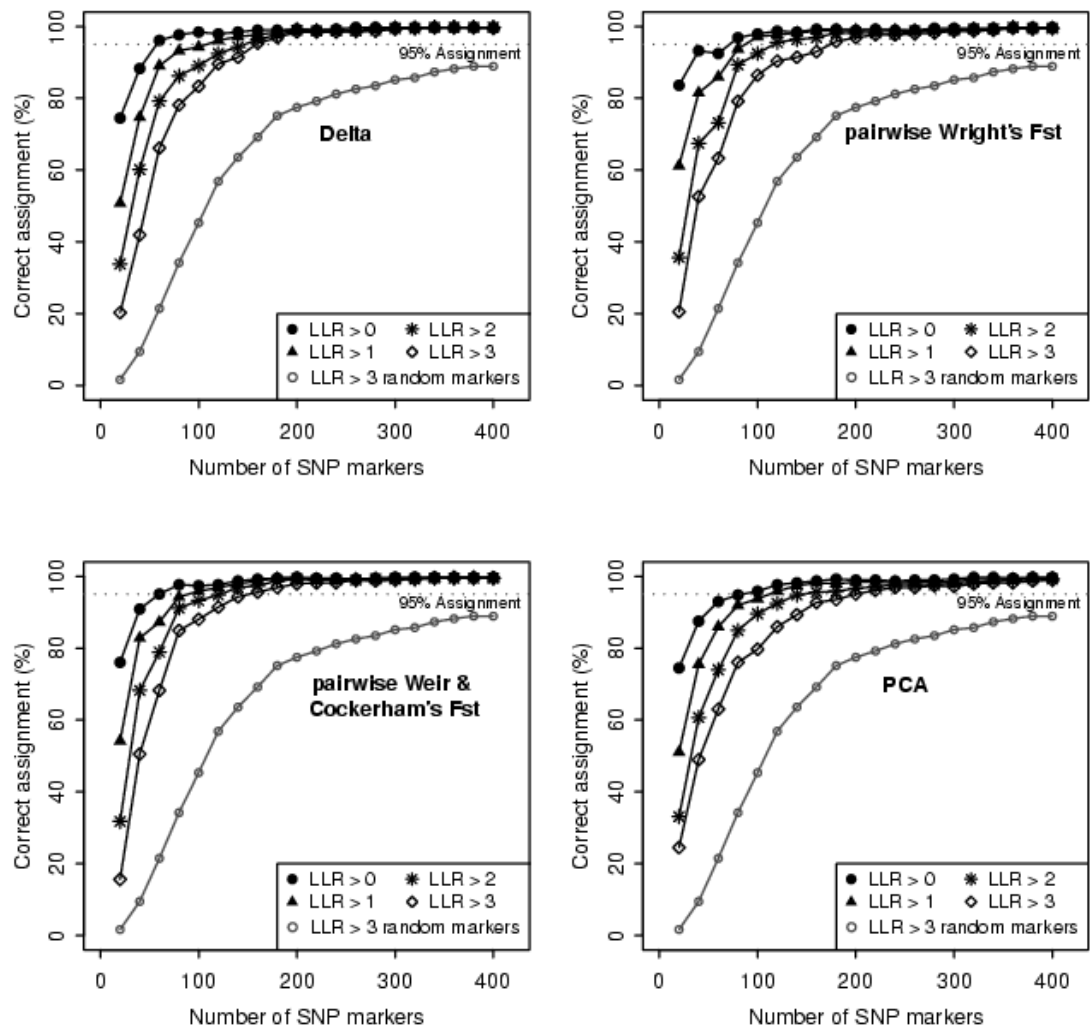 Correct assignment (%)
100
80
60
40
20
0
95% Assignment
Delta
LLR > 0 LLR > 2
LLR > 1 LLR > 3
LLR > 3 random markers
0 100 200 300 400
Number of SNP markers
Correct assignment (%)
100
80
60
40
20
0
95% Assignment
pairwise Wright's Fst
LLR > 0 LLR > 2
LLR > 1 LLR > 3
LLR > 3 random markers
0 100 200 300 400
Number of SNP markers
Correct assignment (%)
100
80
60
40
20
0
95% Assignment
pairwise Weir &
Cockerham's Fst
LLR > 0 LLR > 2
LLR > 1 LLR > 3
LLR > 3 random markers
0 100 200 300 400
Number of SNP markers
Correct assignment (%)
100
80
60
40
20
0
95% Assignment
PCA
LLR > 0 LLR > 2
LLR > 1 LLR > 3
LLR > 3 random markers
0 100 200 300 400
Number of SNP markers